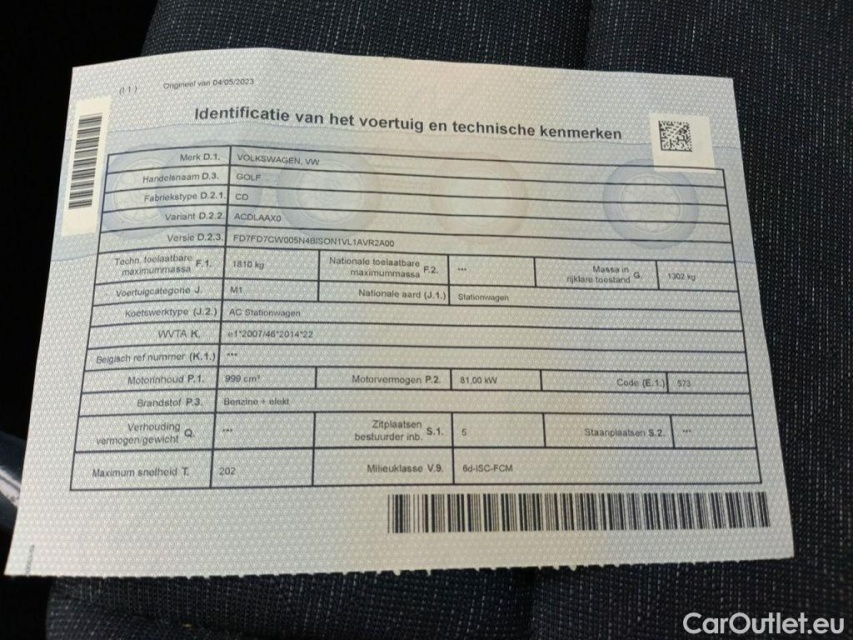 (I 1)
Origineel van 04/05/2023
Identificatie van het voertuig en technische kenmerken
Merk D.1. VOLKSWAGEN, VW
Handelsnaam D.3. GOLF
Fabriekstype D.2.1. CD
Variant D.2.2. ACDLAAX0
Versie D.2.3. FD7FD7CW005N4BISON1VL1AVR2A00
Techn. toelaatbare maximummassa F.1. 1810 kg Nationale toelaatbare maximummassa F.2. *** Massa in rijklare toestand G. 1302 kg
Voertuigcategorie J. M1 Nationale aard (J.1.) Stationwagen
Koetswerktype (J.2.) AC Stationwagen
WVTA K. e1*2007/46*2014*22
Belgisch ref nummer (K.1.) ***
Motorinhoud P.1. 999 cm³ Motorvermogen P.2. 81,00 kW Code (E.1.) 573
Brandstof P.3. Benzine + elekt
Verhouding vermogen/gewicht Q. *** Zitplaatsen bestuurder inb. S.1. 5 Staanplaatsen S.2. ***
Maximum snelheid T. 202 Milieuklasse V.9. 6d-ISC-FCM
CarOutlet.eu